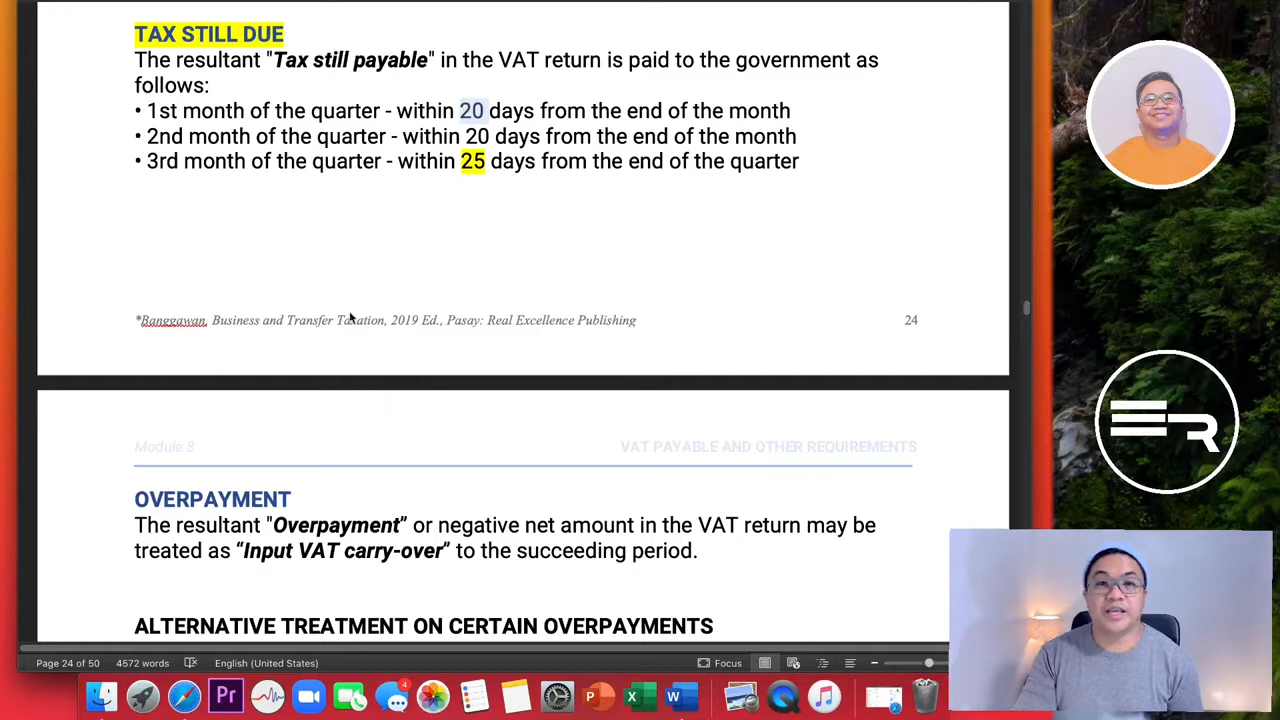 TAX STILL DUE
The resultant "Tax still payable" in the VAT return is paid to the government as
follows:
• 1st month of the quarter - within 20 days from the end of the month
• 2nd month of the quarter - within 20 days from the end of the month
• 3rd month of the quarter - within 25 days from the end of the quarter
*Banggawan, Business and Transfer Taxation, 2019 Ed., Pasay: Real Excellence Publishing
24
Module 8
VAT PAYABLE AND OTHER REQUIREMENTS
OVERPAYMENT
The resultant "Overpayment” or negative net amount in the VAT return may be
treated as “Input VAT carry-over” to the succeeding period.
ALTERNATIVE TREATMENT ON CERTAIN OVERPAYMENTS
Page 24 of 50
4572 words
English (United States)
Focus
Pr
4
P
X
W
ER